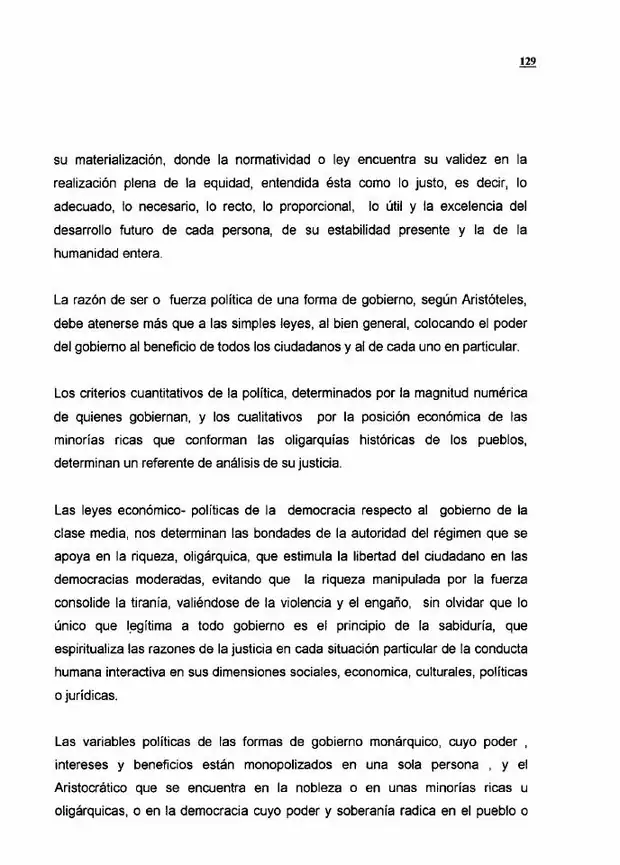 129
su materialización, donde la normatividad o ley encuentra su validez en la
realización plena de la equidad, entendida ésta como lo justo, es decir, lo
adecuado, lo necesario, lo recto, lo proporcional, lo útil y la excelencia del
desarrollo futuro de cada persona, de su estabilidad presente y la de la
humanidad entera.
La razón de ser o fuerza política de una forma de gobierno, según Aristóteles,
debe atenerse más que a las simples leyes, al bien general, colocando el poder
del gobierno al beneficio de todos los ciudadanos y al de cada uno en particular.
Los criterios cuantitativos de la política, determinados por la magnitud numérica
de quienes gobiernan, y los cualitativos por la posición económica de las
minorías ricas que conforman las oligarquías históricas de los pueblos,
determinan un referente de análisis de su justicia.
Las leyes económico- políticas de la democracia respecto al gobierno de la
clase media, nos determinan las bondades de la autoridad del régimen que se
apoya en la riqueza, oligárquica, que estimula la libertad del ciudadano en las
democracias moderadas, evitando que la riqueza manipulada por la fuerza
consolide la tiranía, valiéndose de la violencia y el engaño, sin olvidar que lo
único que legítima a todo gobierno es el principio de la sabiduría, que
espiritualiza las razones de la justicia en cada situación particular de la conducta
humana interactiva en sus dimensiones sociales, economica, culturales, políticas
o jurídicas.
Las variables políticas de las formas de gobierno monárquico, cuyo poder ,
intereses y beneficios están monopolizados en una sola persona , y el
Aristocrático que se encuentra en la nobleza o en unas minorías ricas u
oligárquicas, o en la democracia cuyo poder y soberanía radica en el pueblo o